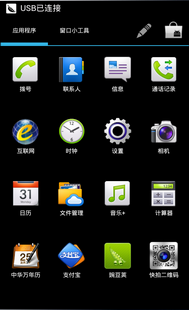 USB已连接
应用程序 窗口小工具
拨号 联系人 信息 通话记录
互联网 时钟 设置 相机
31
日历 文件管理 音乐+ 计算器
25
中华万年历 支付宝 豌豆荚 快拍二维码